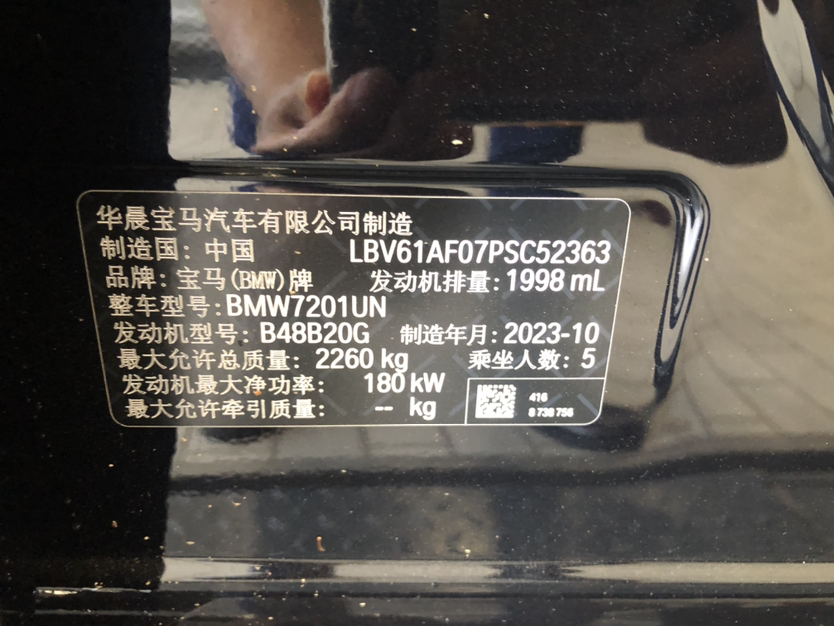 华晨宝马汽车有限公司制造
制造国: 中国 LBV61AF07PSC52363
品牌: 宝马(BMW)牌 发动机排量: 1998 mL
整车型号: BMW7201UN
发动机型号: B48B20G 制造年月: 2023-10
最大允许总质量: 2260 kg 乘坐人数: 5
发动机最大净功率: 180 kW
最大允许牵引质量: -- kg
416
8 738 756